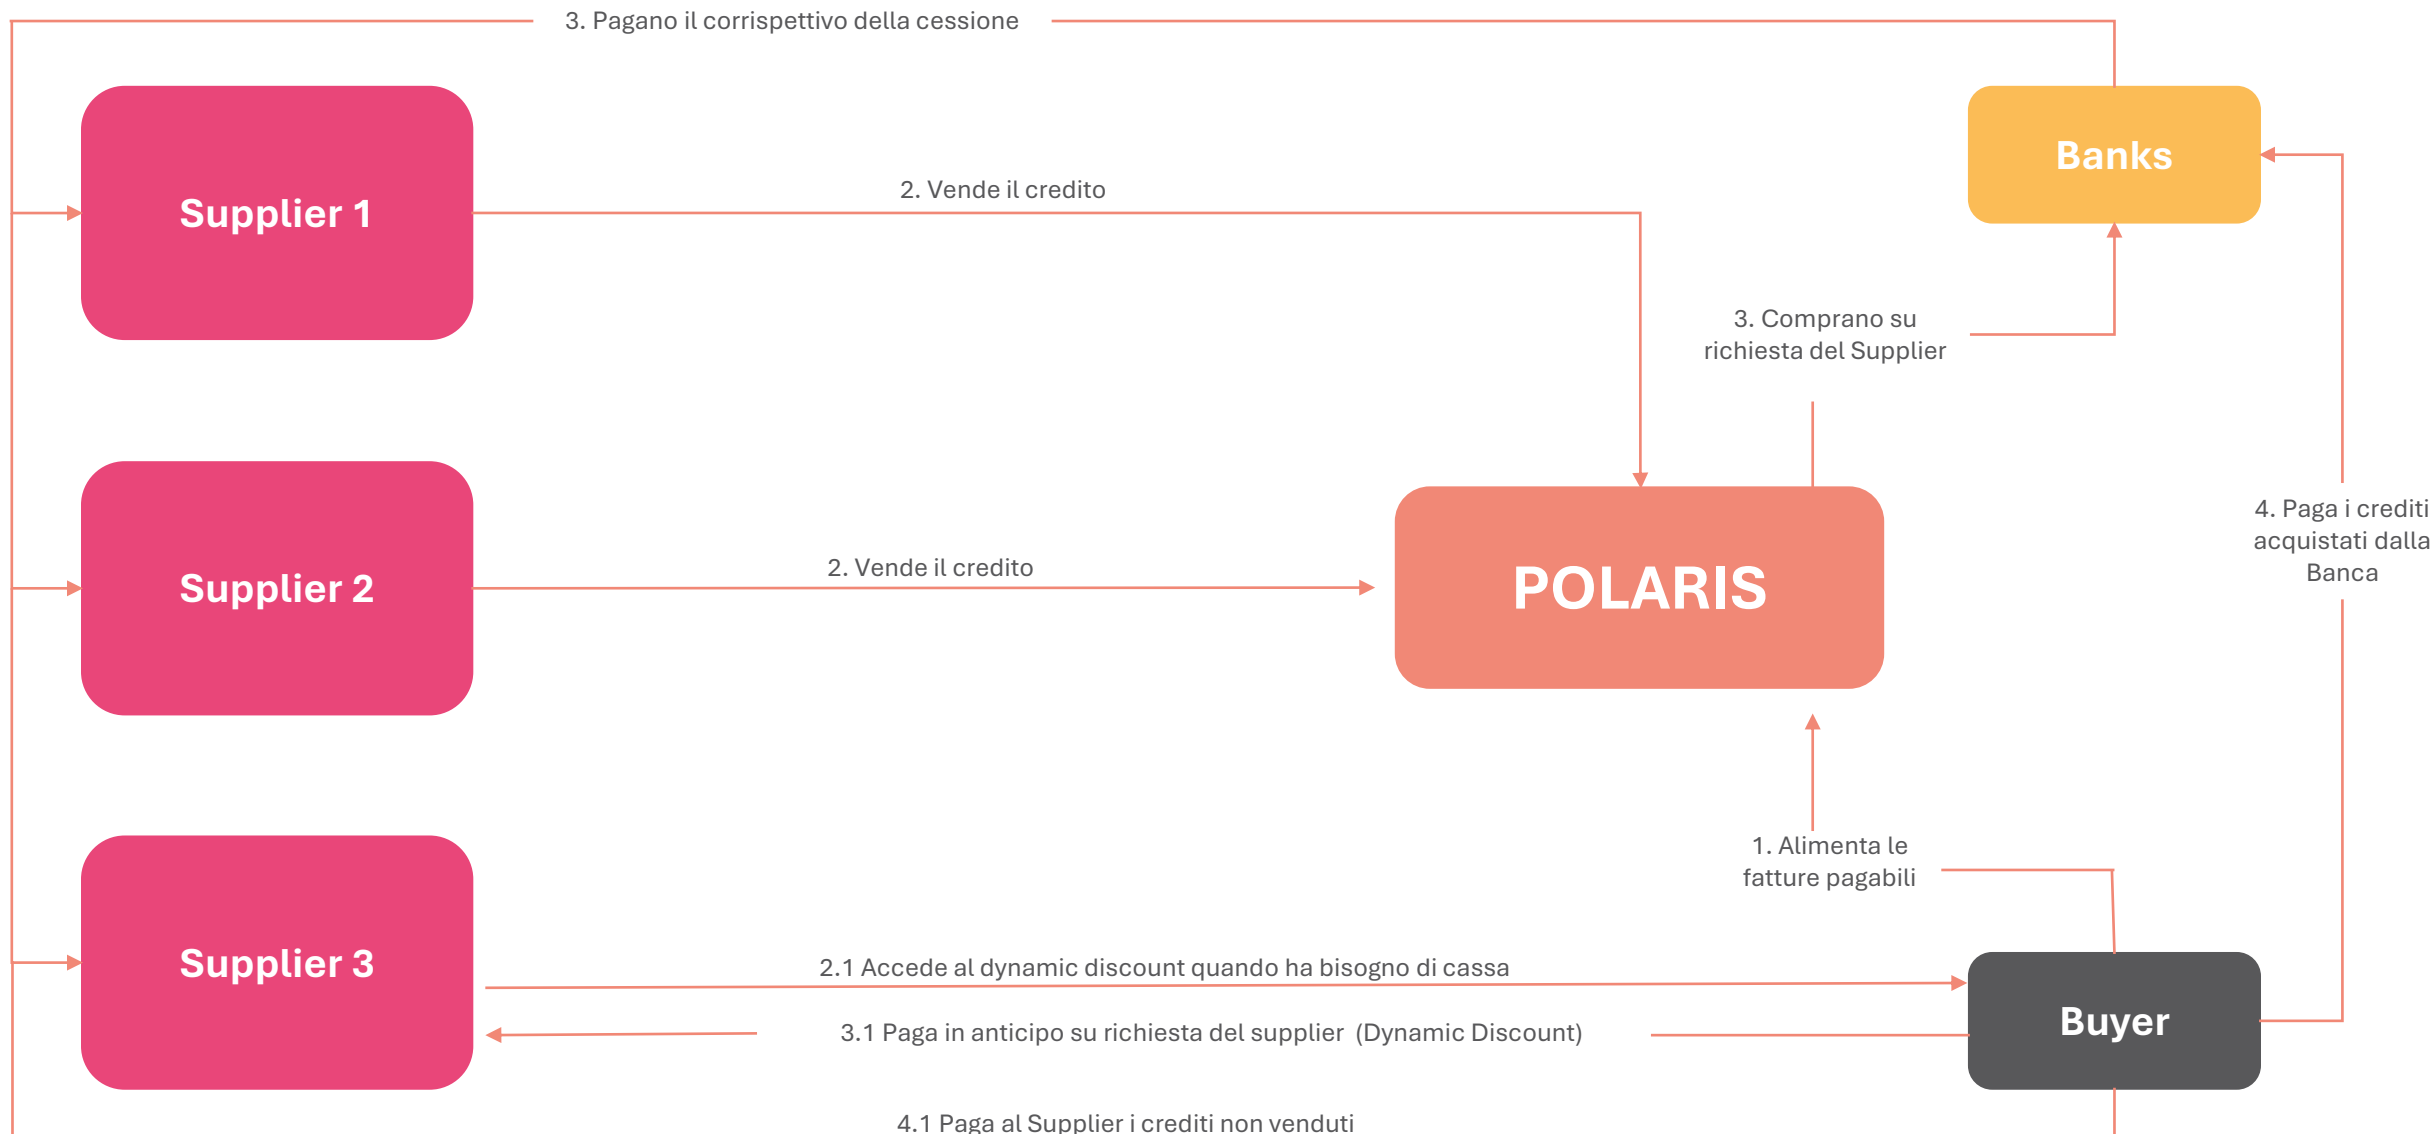 3. Pagano il corrispettivo della cessione
Banks
Supplier 1
2. Vende il credito
3. Comprano su
richiesta del Supplier
4. Paga i crediti
acquistati dalla
Banca
Supplier 2
2. Vende il credito
POLARIS
1. Alimenta le
fatture pagabili
Supplier 3
2.1 Accede al dynamic discount quando ha bisogno di cassa
3.1 Paga in anticipo su richiesta del supplier (Dynamic Discount)
Buyer
4.1 Paga al Supplier i crediti non venduti